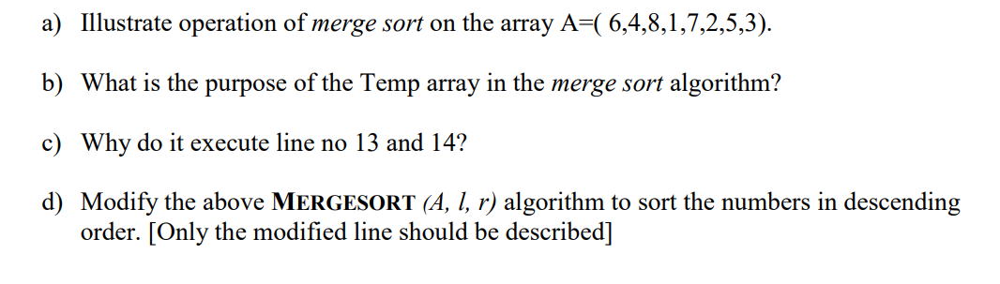 a) Illustrate operation of merge sort on the array A=( 6,4,8,1,7,2,5,3).
b) What is the purpose of the Temp array in the merge sort algorithm?
c) Why do it execute line no 13 and 14?
d) Modify the above MERGESORT (A, l, r) algorithm to sort the numbers in descending
order. [Only the modified line should be described]